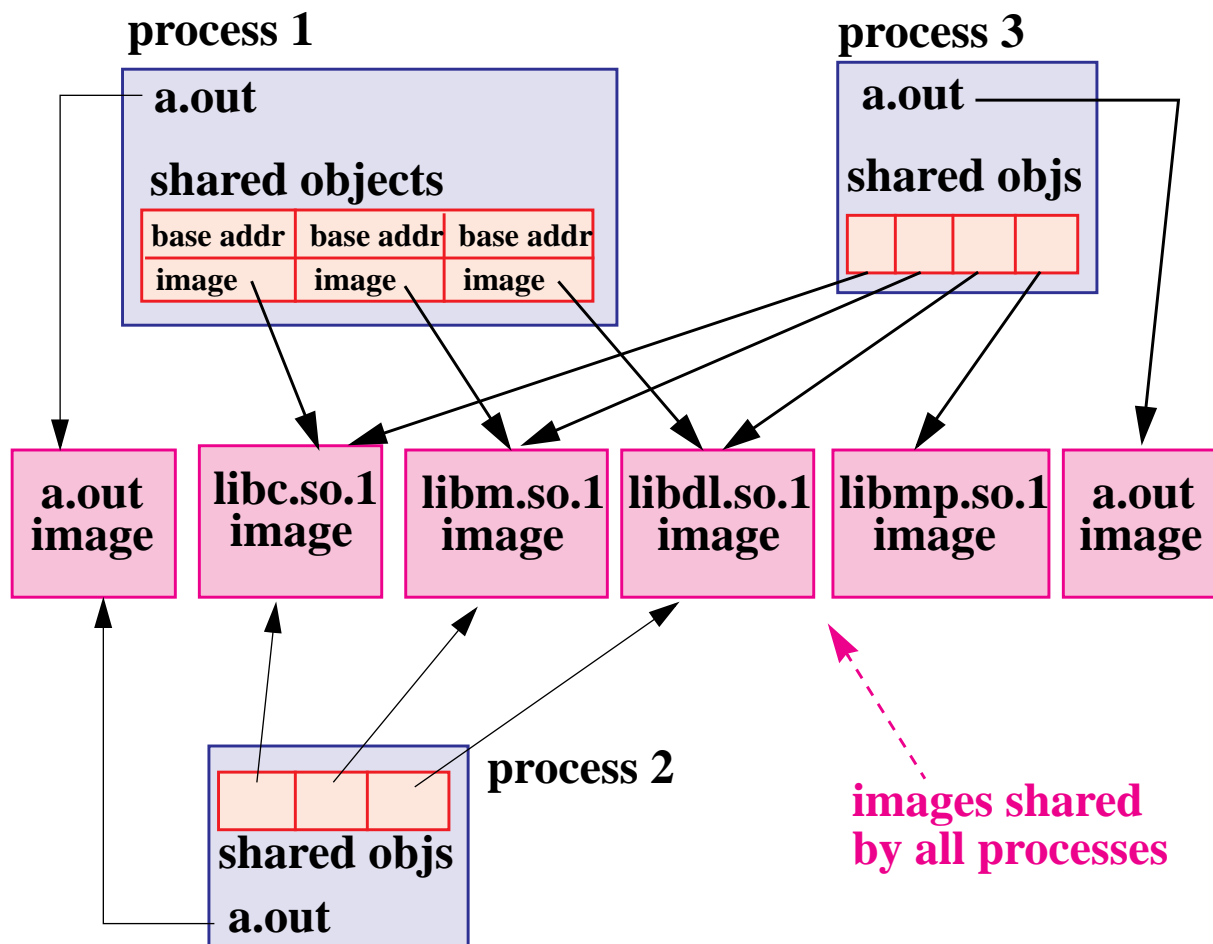 process 1
process 3
a.out
a.out
shared objects
shared objs
base addr base addr base addr
image image image
a.out
image
libc.so.1
image
libm.so.1
image
libdl.so.1
image
libmp.so.1
image
a.out
image
process 2
shared objs
a.out
images shared
by all processes